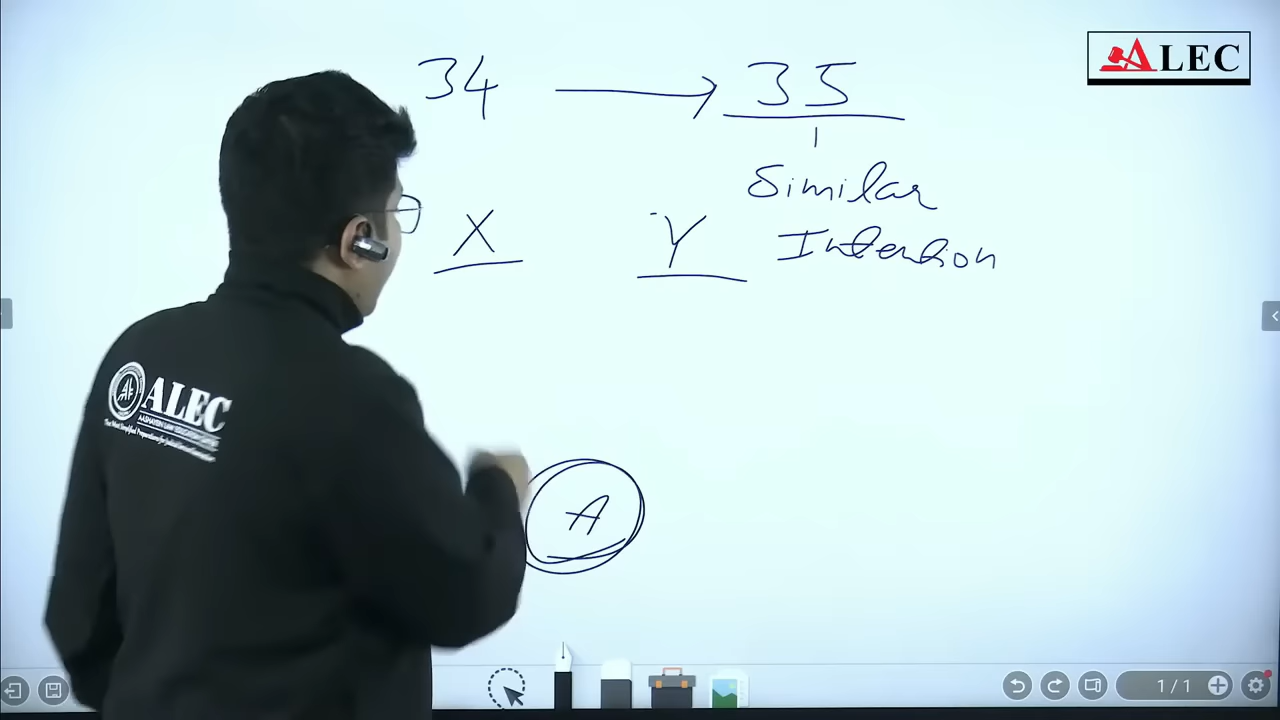 ALEC
34 → 35
Similar
X Y Intention
A
ALEC
1/1